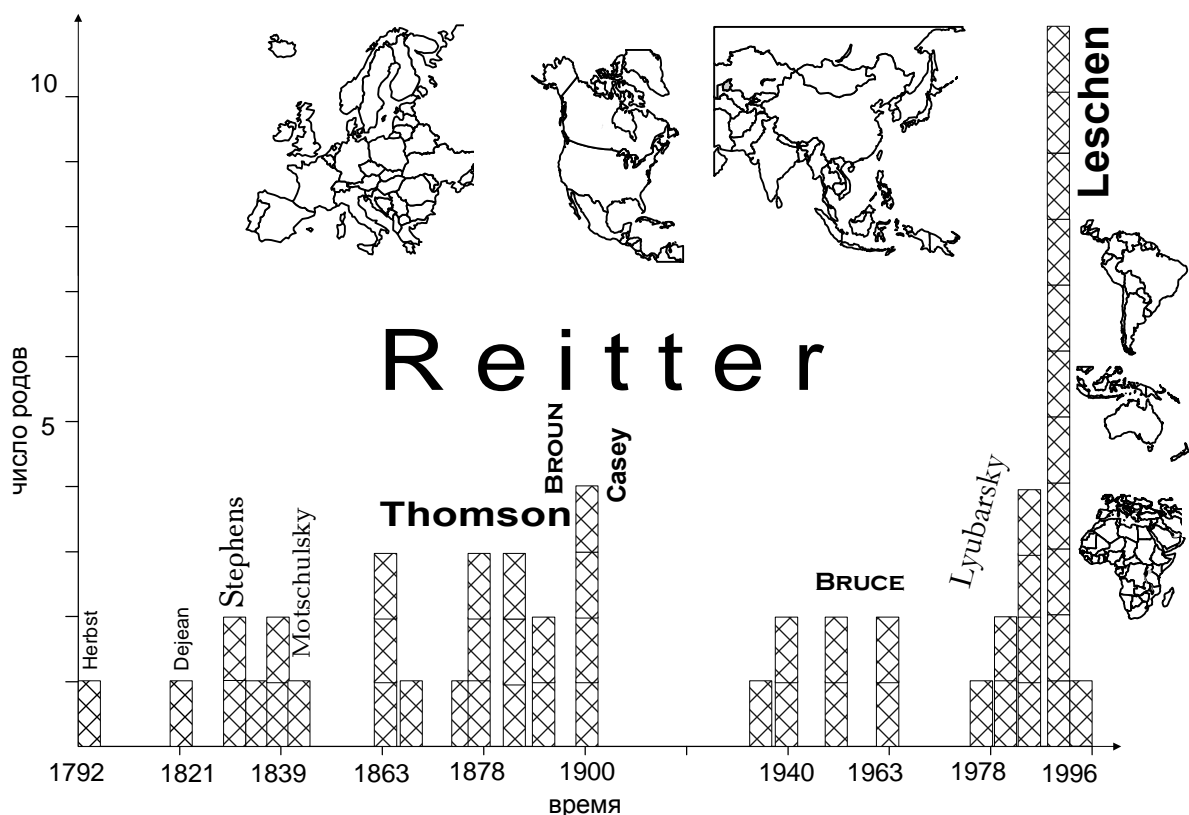 10
Leschen
Reitter
число родов
5
BROUN
Casey
Thomson
Stephens
Motschulsky
Lyubarsky
BRUCE
Herbst
Dejean
1792 1821 1839 1863 1878 1900 1940 1963 1978 1996
время